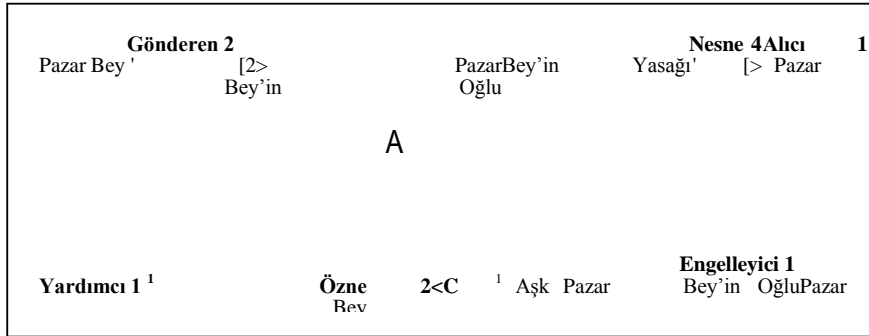 Gönderen 2 Nesne 4Alıcı 1
Pazar Bey ' [2> PazarBey’in Yasağı' [> Pazar
Bey’in Oğlu
A
Engelleyici 1
Yardımcı 1 ¹ Özne 2<C ¹ Aşk Pazar Bey’in OğluPazar
Bey